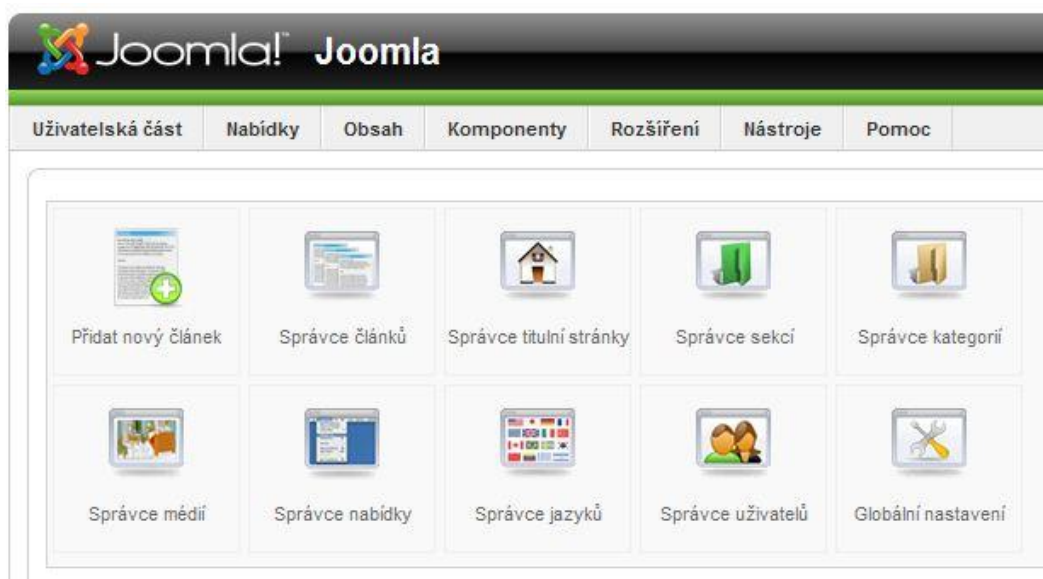 Joomla!™ Joomla
Uživatelská část Nabídky Obsah Komponenty Rozšíření Nástroje Pomoc
Přidat nový článek Správce článků Správce titulní stránky Správce sekcí Správce kategorií
Správce médií Správce nabídky Správce jazyků Správce uživatelů Globální nastavení